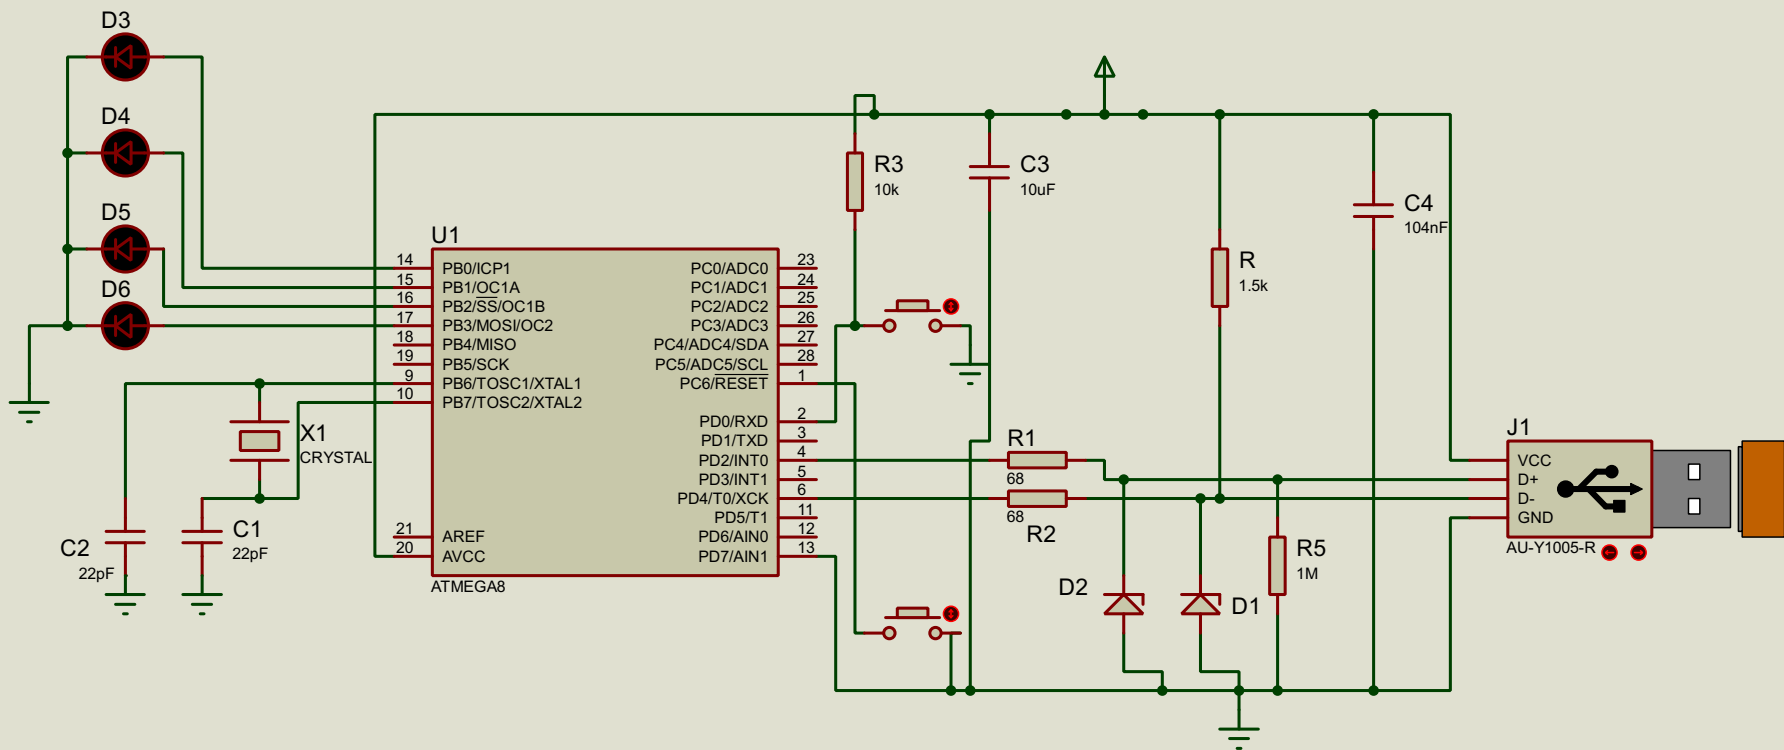 D3
D4
D5
D6
U1
14 PB0/ICP1
15 PB1/OC1A
16 PB2/SS/OC1B
17 PB3/MOSI/OC2
18 PB4/MISO
19 PB5/SCK
9 PB6/TOSC1/XTAL1
10 PB7/TOSC2/XTAL2
21 AREF
20 AVCC
PC0/ADC0 23
PC1/ADC1 24
PC2/ADC2 25
PC3/ADC3 26
PC4/ADC4/SDA 27
PC5/ADC5/SCL 28
PC6/RESET 1
PD0/RXD 2
PD1/TXD 3
PD2/INT0 4
PD3/INT1 5
PD4/T0/XCK 6
PD5/T1 11
PD6/AIN0 12
PD7/AIN1 13
ATMEGA8
X1
CRYSTAL
C2
22pF
C1
22pF
R3
10k
C3
10uF
R
1.5k
C4
104nF
R1
68
68
R2
D2
D1
R5
1M
J1
VCC
D+
D-
GND
AU-Y1005-R